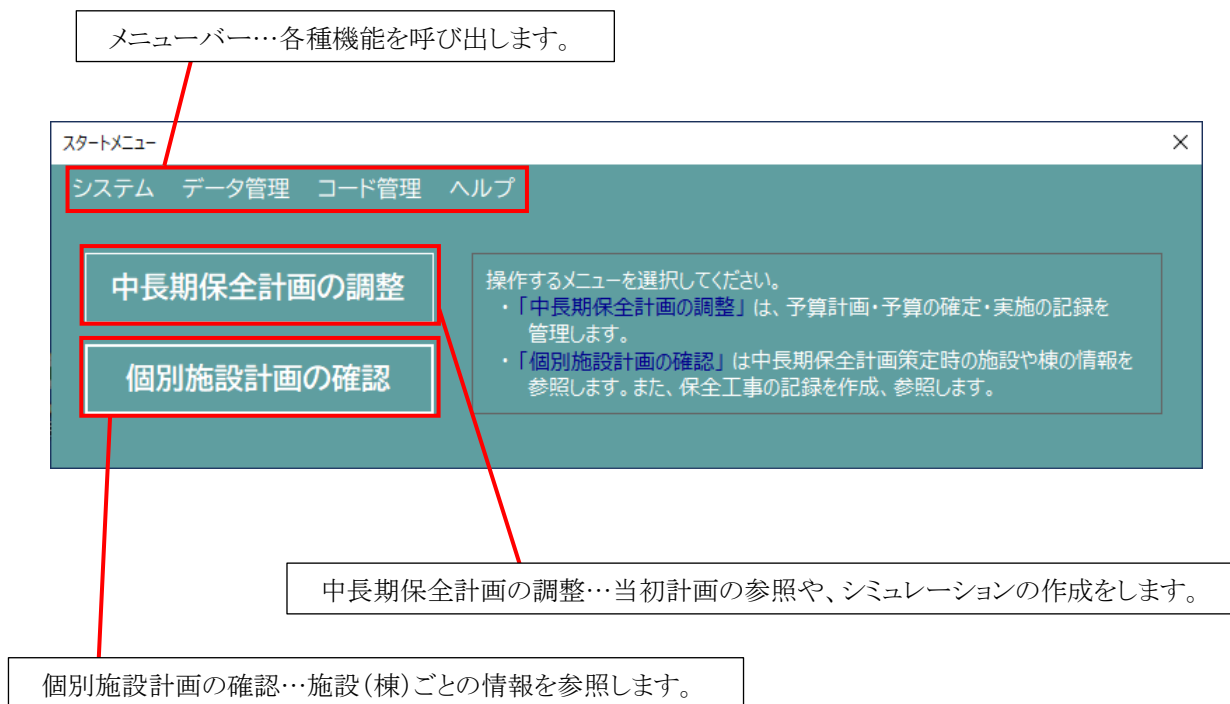 メニューバー…各種機能を呼び出します。
スタートメニュー
システム データ管理 コード管理 ヘルプ
中長期保全計画の調整
個別施設計画の確認
操作するメニューを選択してください。
・「中長期保全計画の調整」は、予算計画・予算の確定・実施の記録を
管理します。
・「個別施設計画の確認」は中長期保全計画策定時の施設や棟の情報を
参照します。また、保全工事の記録を作成、参照します。
中長期保全計画の調整…当初計画の参照や、シミュレーションの作成をします。
個別施設計画の確認…施設(棟)ごとの情報を参照します。